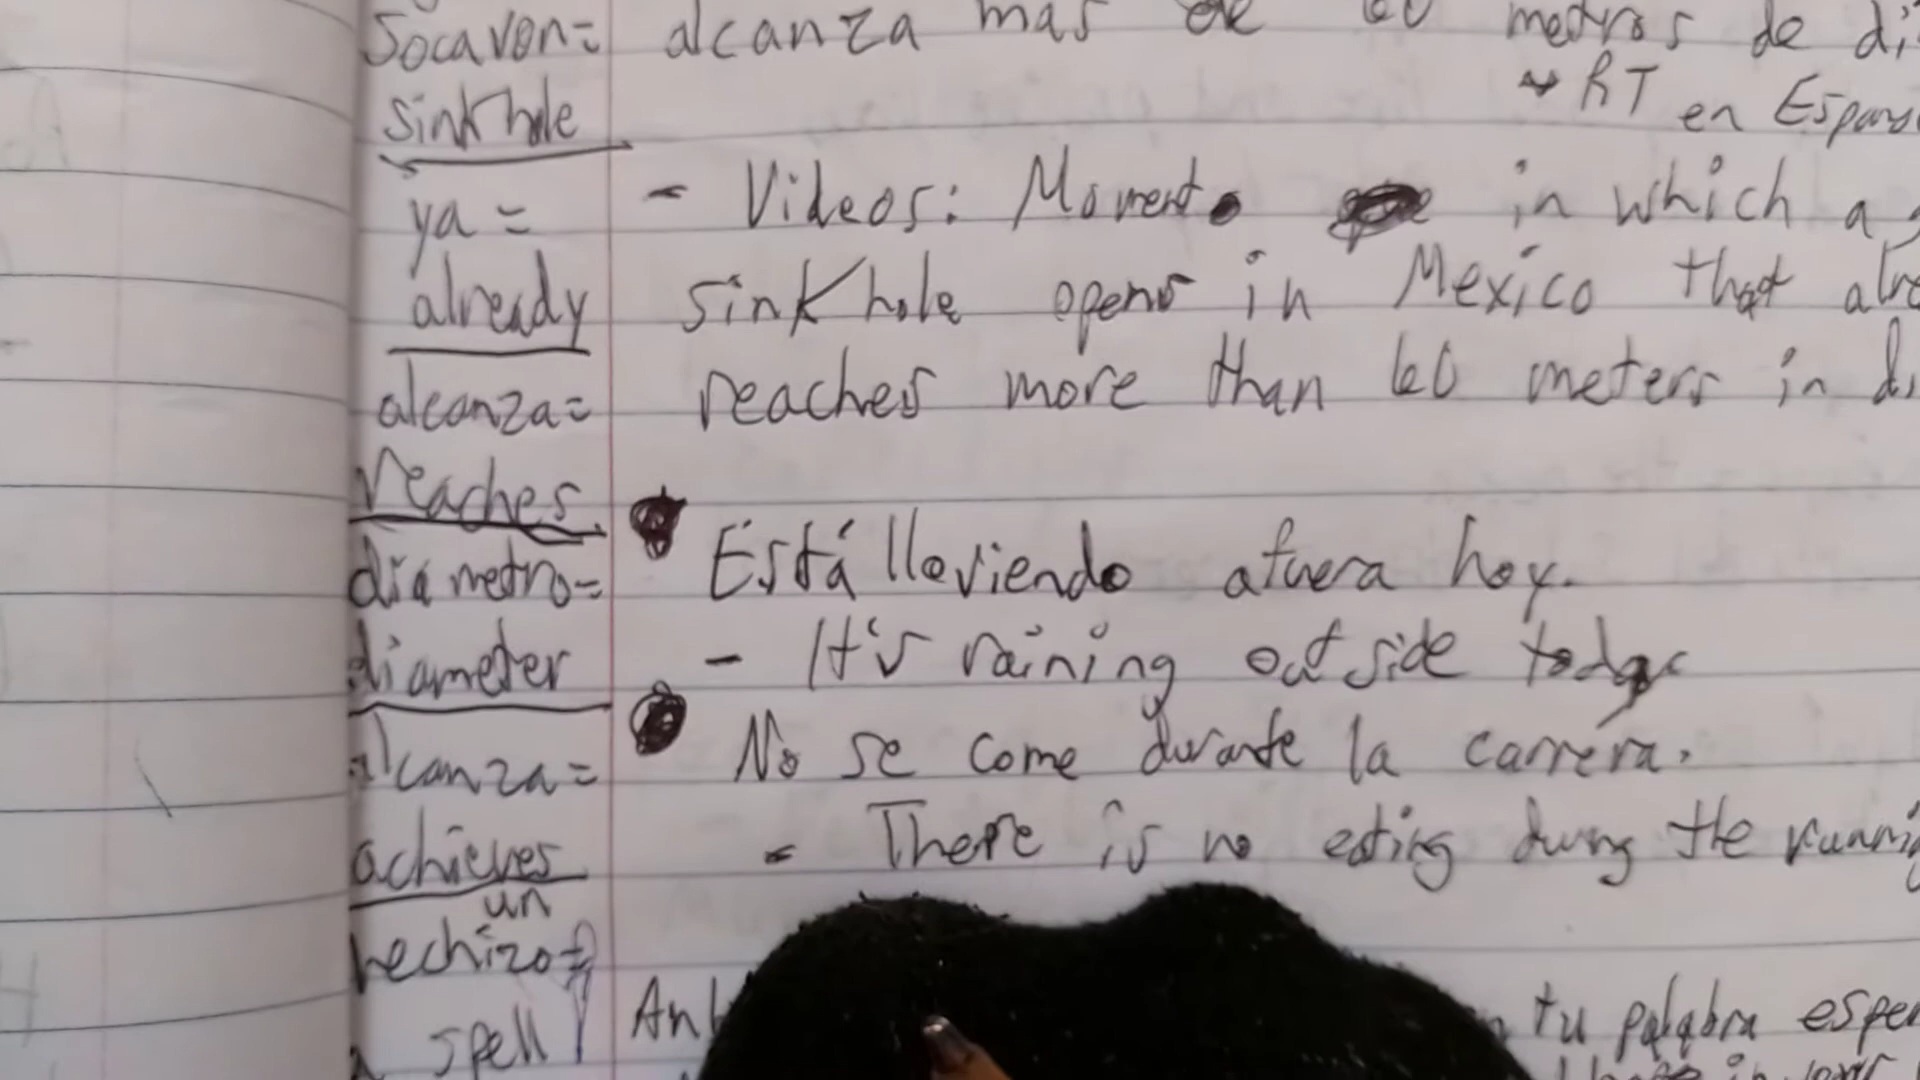 Socavon=
sinkhole
ya =
already
alcanza=
reaches
diametro=
diameter
alcanza=
achieves
un
hechizo=
a spell
alcanza mas de 60 metros de
RT en
- Videos: Moment in which a
sinkhole opens in Mexico that
reaches more than 60 meters in
Está lloviendo afuera hoy.
- It's raining outside today
No se come durante la carrera.
- There is no eating during the
tu palabra